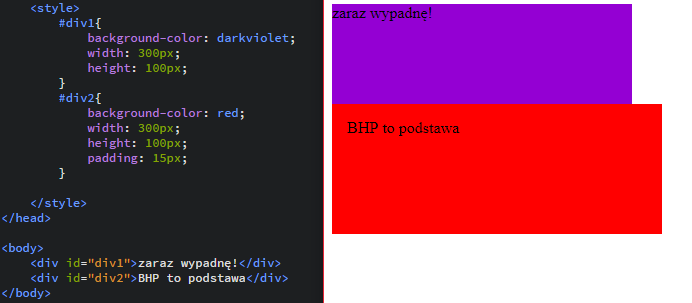 <style>
#div1{
background-color: darkviolet;
width: 300px;
height: 100px;
}
#div2{
background-color: red;
width: 300px;
height: 100px;
padding: 15px;
}
</style>
</head>
<body>
<div id="div1">zaraz wypadnę!</div>
<div id="div2">BHP to podstawa</div>
</body>
zaraz wypadnę!
BHP to podstawa